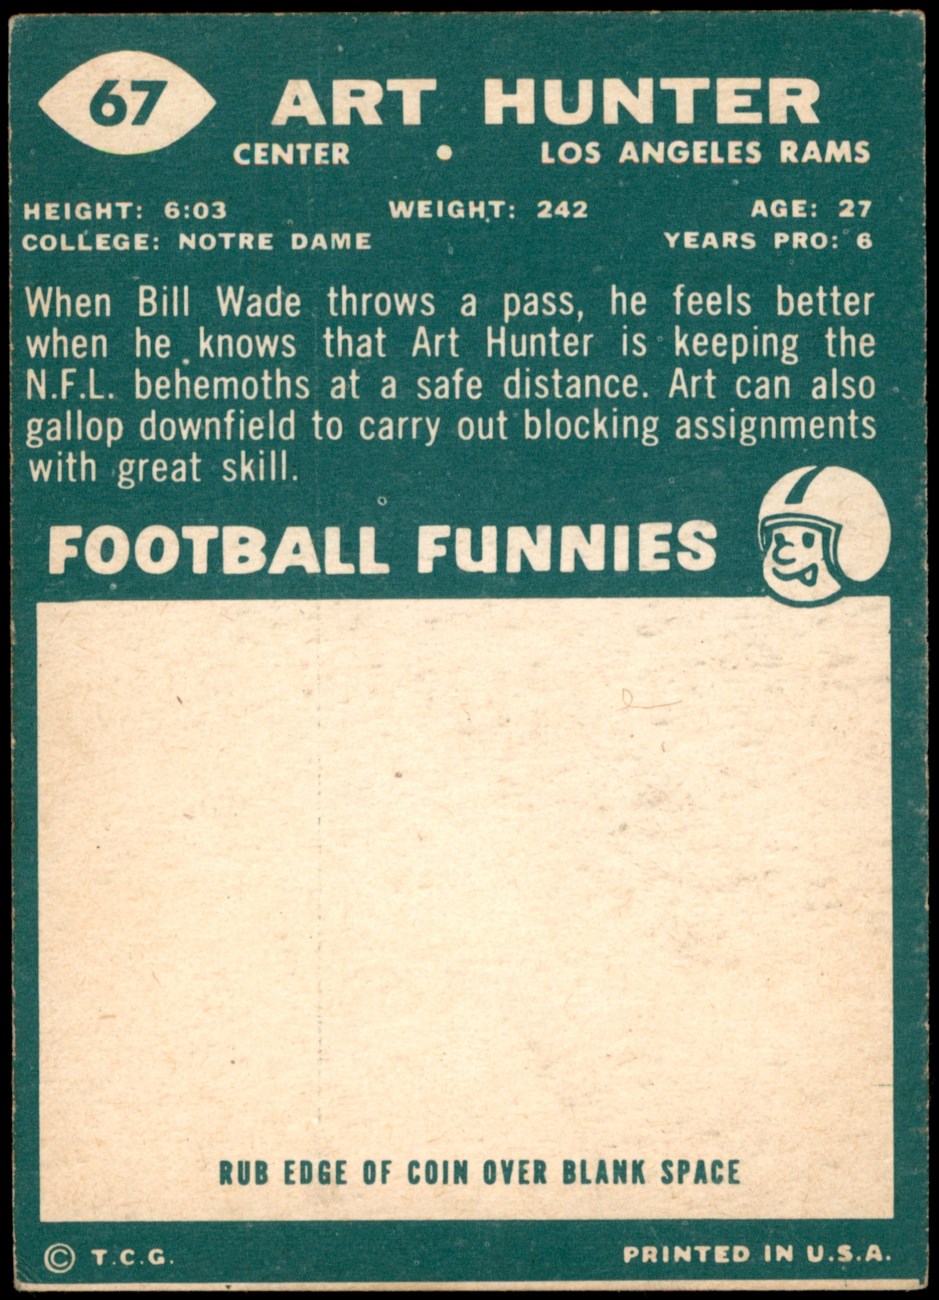 67
ART HUNTER
CENTER • LOS ANGELES RAMS
HEIGHT: 6:03 WEIGHT: 242 AGE: 27
COLLEGE: NOTRE DAME YEARS PRO: 6
When Bill Wade throws a pass, he feels better
when he knows that Art Hunter is keeping the
N.F.L. behemoths at a safe distance. Art can also
gallop downfield to carry out blocking assignments
with great skill.
FOOTBALL FUNNIES
RUB EDGE OF COIN OVER BLANK SPACE
© T.C.G. PRINTED IN U.S.A.